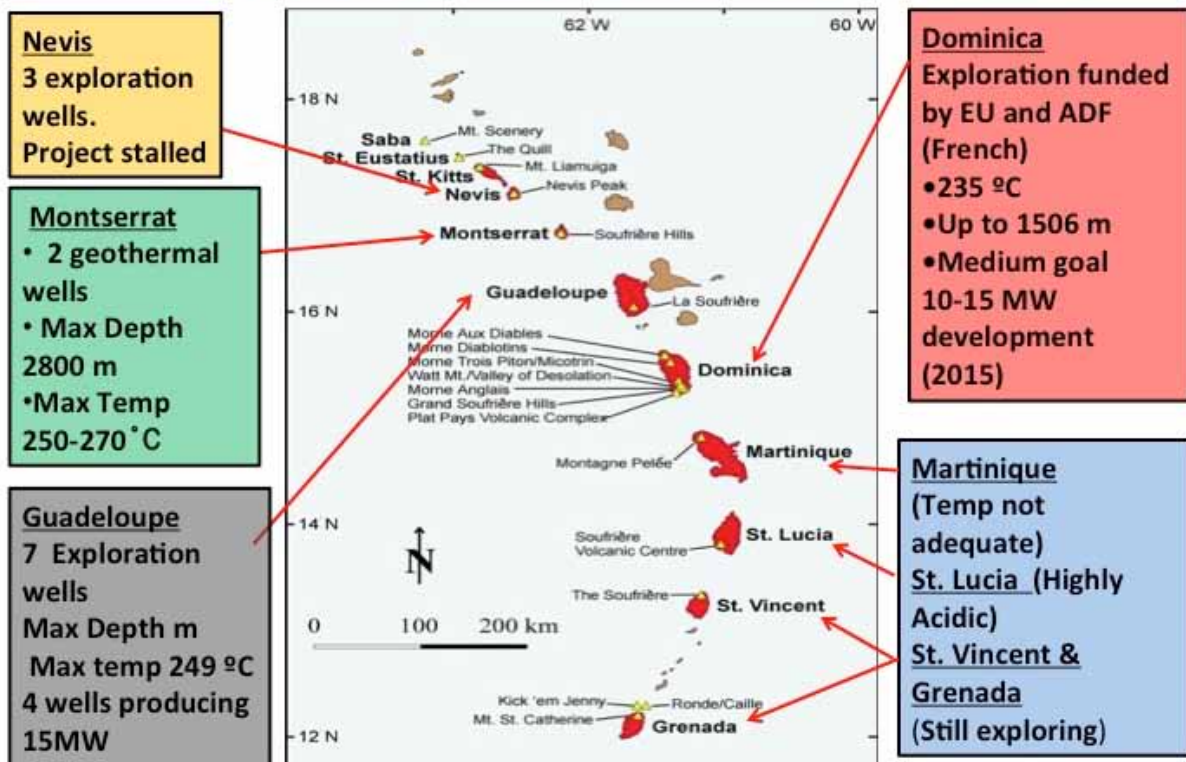 Nevis
3 exploration
wells.
Project stalled
Montserrat
• 2 geothermal
wells
• Max Depth
2800 m
•Max Temp
250-270˚C
Guadeloupe
7 Exploration
wells
Max Depth m
Max temp 249 ºC
4 wells producing
15MW
62 W
60 W
18 N
16 N
14 N
12 N
Saba
Mt. Scenery
St. Eustatius
The Quill
St. Kitts
Mt. Liamuiga
Nevis
Nevis Peak
Montserrat
Soufrière Hills
Guadeloupe
La Soufrière
Morne Aux Diables
Morne Diablotins
Morne Trois Piton/Micotrin
Watt Mt./Valley of Desolation
Morne Anglais
Grand Soufrière Hills
Plat Pays Volcanic Complex
Dominica
Martinique
Montagne Pelée
St. Lucia
Soufrière
Volcanic Centre
The Soufrière
St. Vincent
N
0 100 200 km
Kick 'em Jenny
Ronde/Caille
Mt. St. Catherine
Grenada
Dominica
Exploration funded
by EU and ADF
(French)
•235 ºC
•Up to 1506 m
•Medium goal
10-15 MW
development
(2015)
Martinique
(Temp not
adequate)
St. Lucia (Highly
Acidic)
St. Vincent &
Grenada
(Still exploring)